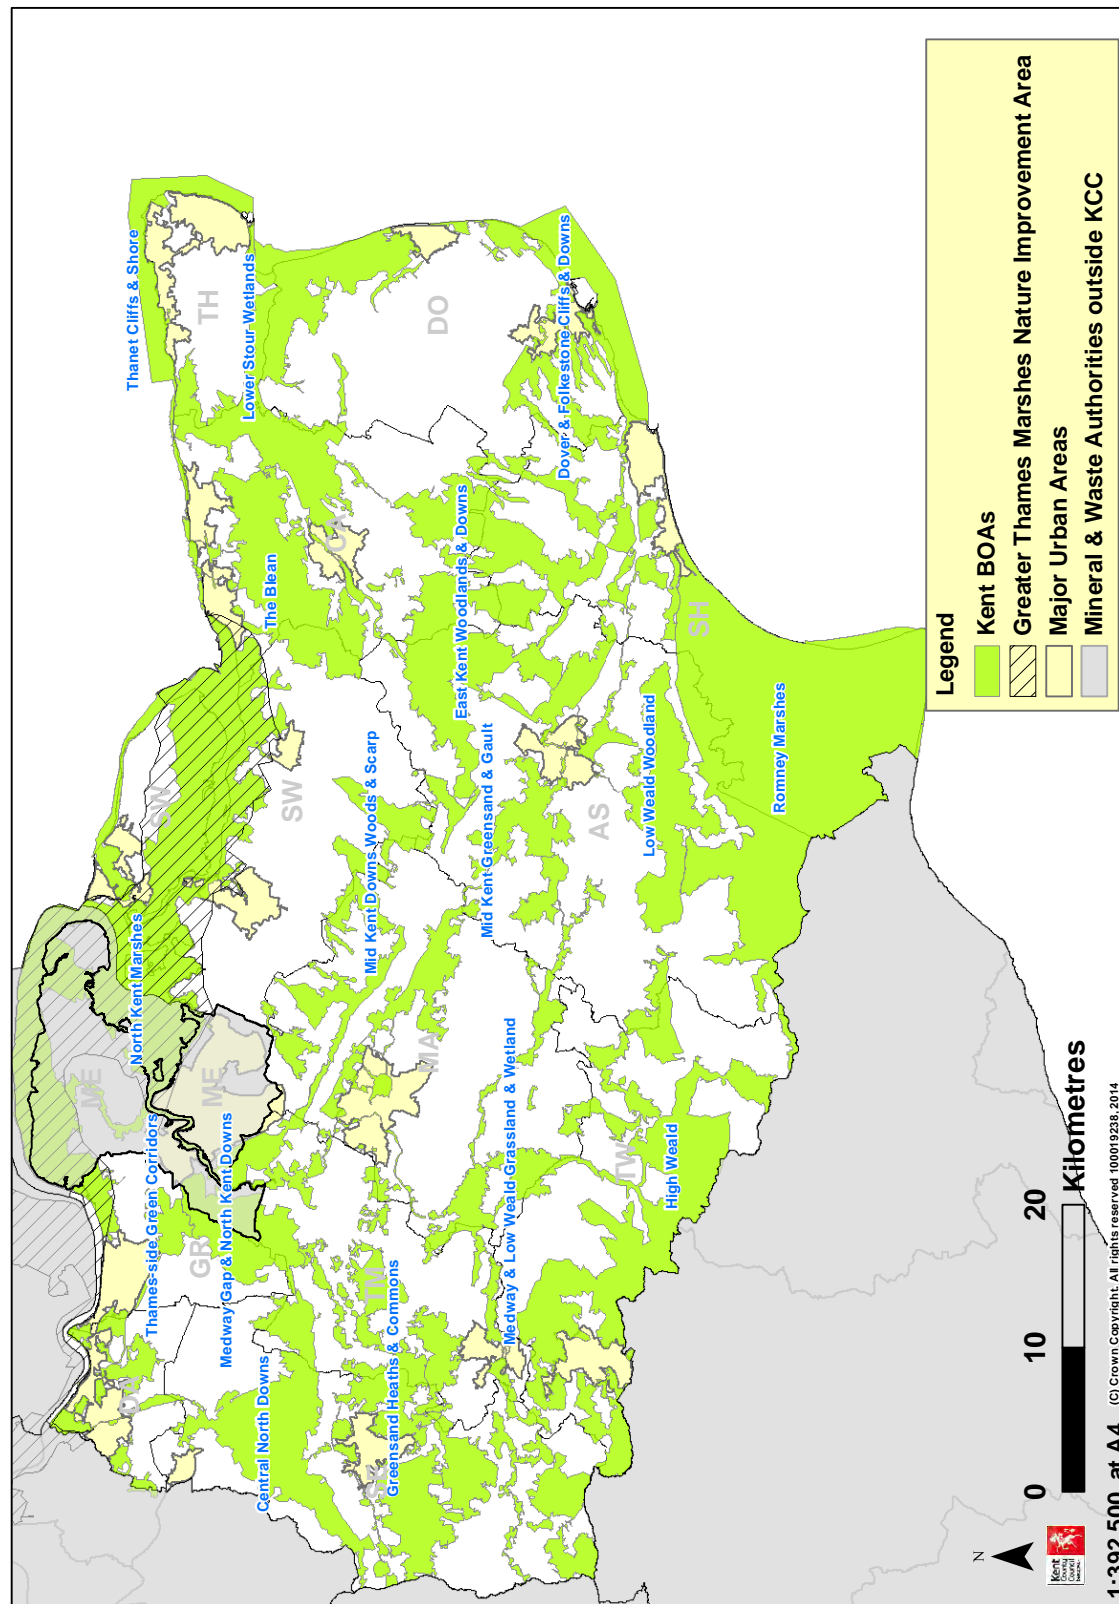 Thanet Cliffs & Shore
TH
Lower Stour Wetlands
DO
Dover & Folkestone Cliffs & Downs
The Blean
CA
East Kent Woodlands & Downs
SH
SW
SW
Mid Kent Downs Woods & Scarp
Mid Kent Greensand & Gault
AS
Low Weald Woodland
Romney Marshes
North Kent Marshes
ME
ME
MA
Thames-side Green Corridors
Medway Gap & North Kent Downs
GR
Medway & Low Weald Grassland & Wetland
TW
High Weald
DA
Central North Downs
TM
Greensand Heaths & Commons
SE
Legend
Kent BOAs
Greater Thames Marshes Nature Improvement Area
Major Urban Areas
Mineral & Waste Authorities outside KCC
N
0 10 20
Kilometres
Kent
County
Council
1:392,500 at A4
(C) Crown Copyright. All rights reserved 100019238, 2014